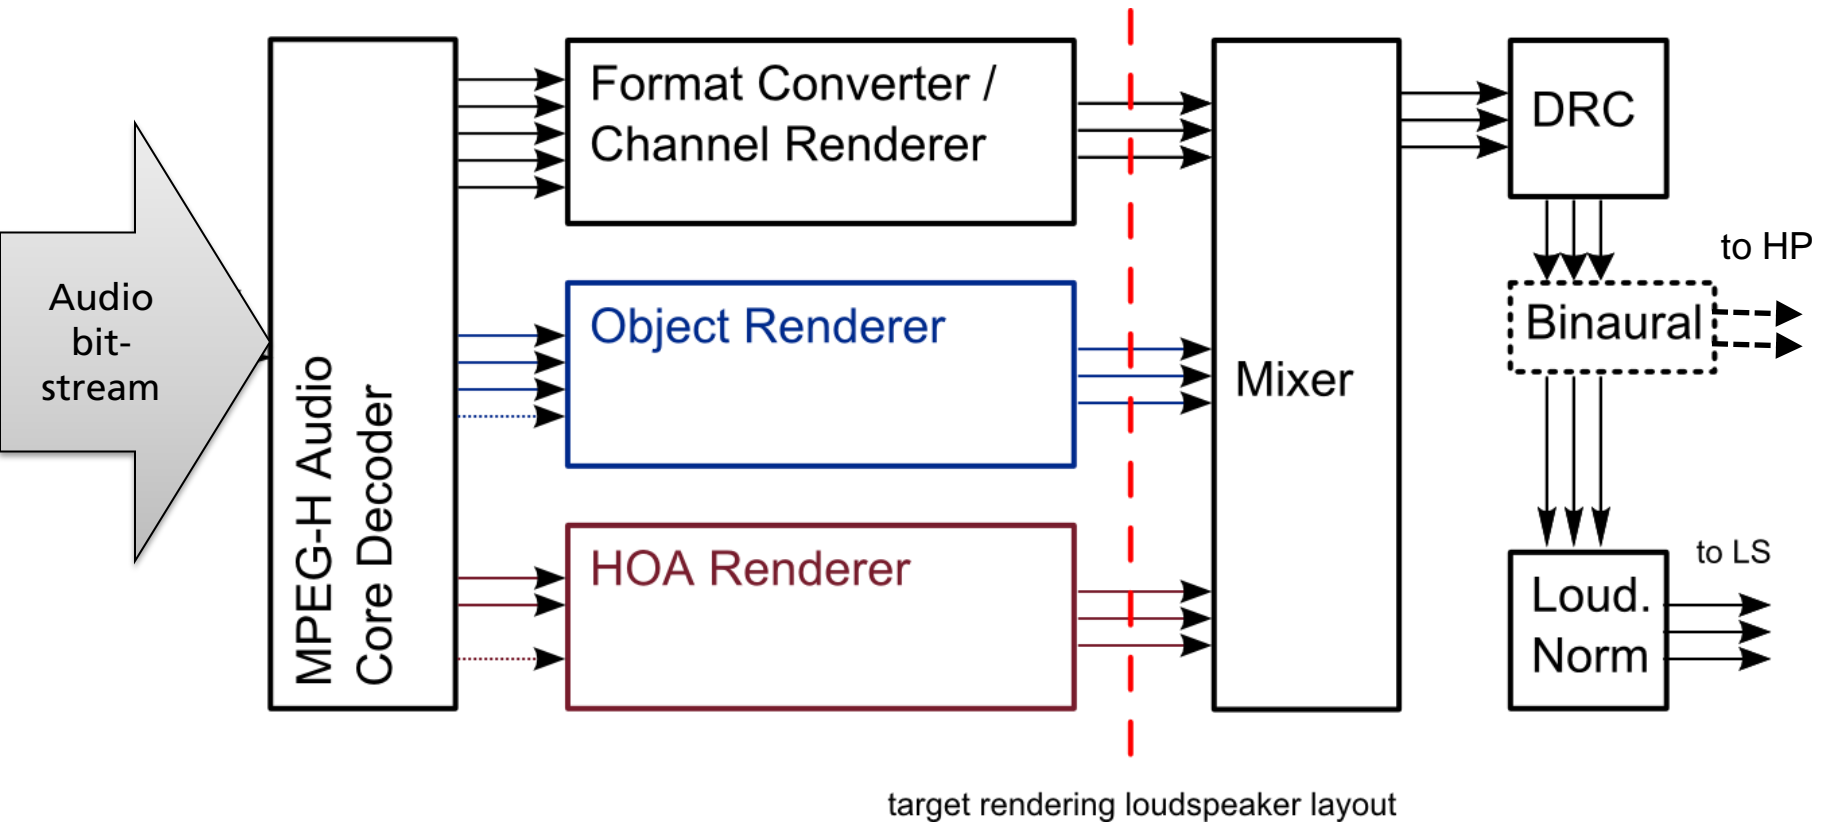 Audio
bit-
stream
MPEG-H Audio
Core Decoder
Format Converter /
Channel Renderer
Object Renderer
HOA Renderer
Mixer
DRC
to HP
Binaural
to LS
Loud.
Norm
target rendering loudspeaker layout